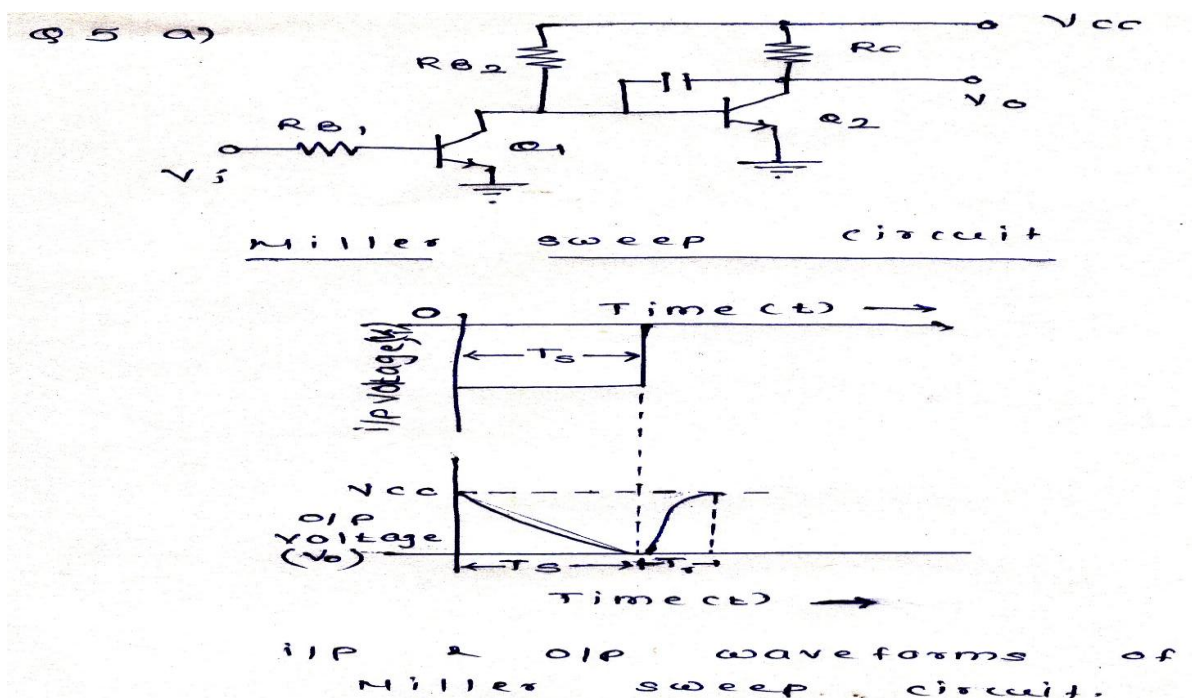 Q 5 a)
Vcc
RB2
Rc
Vo
RB1
Q1
Q2
Vi
Miller sweep circuit
0 Time (t) →
i/p voltage
Ts
Vcc
o/p
voltage
(Vo)
Ts Tr
Time (t) →
i/p & o/p waveforms of
Miller sweep circuit.